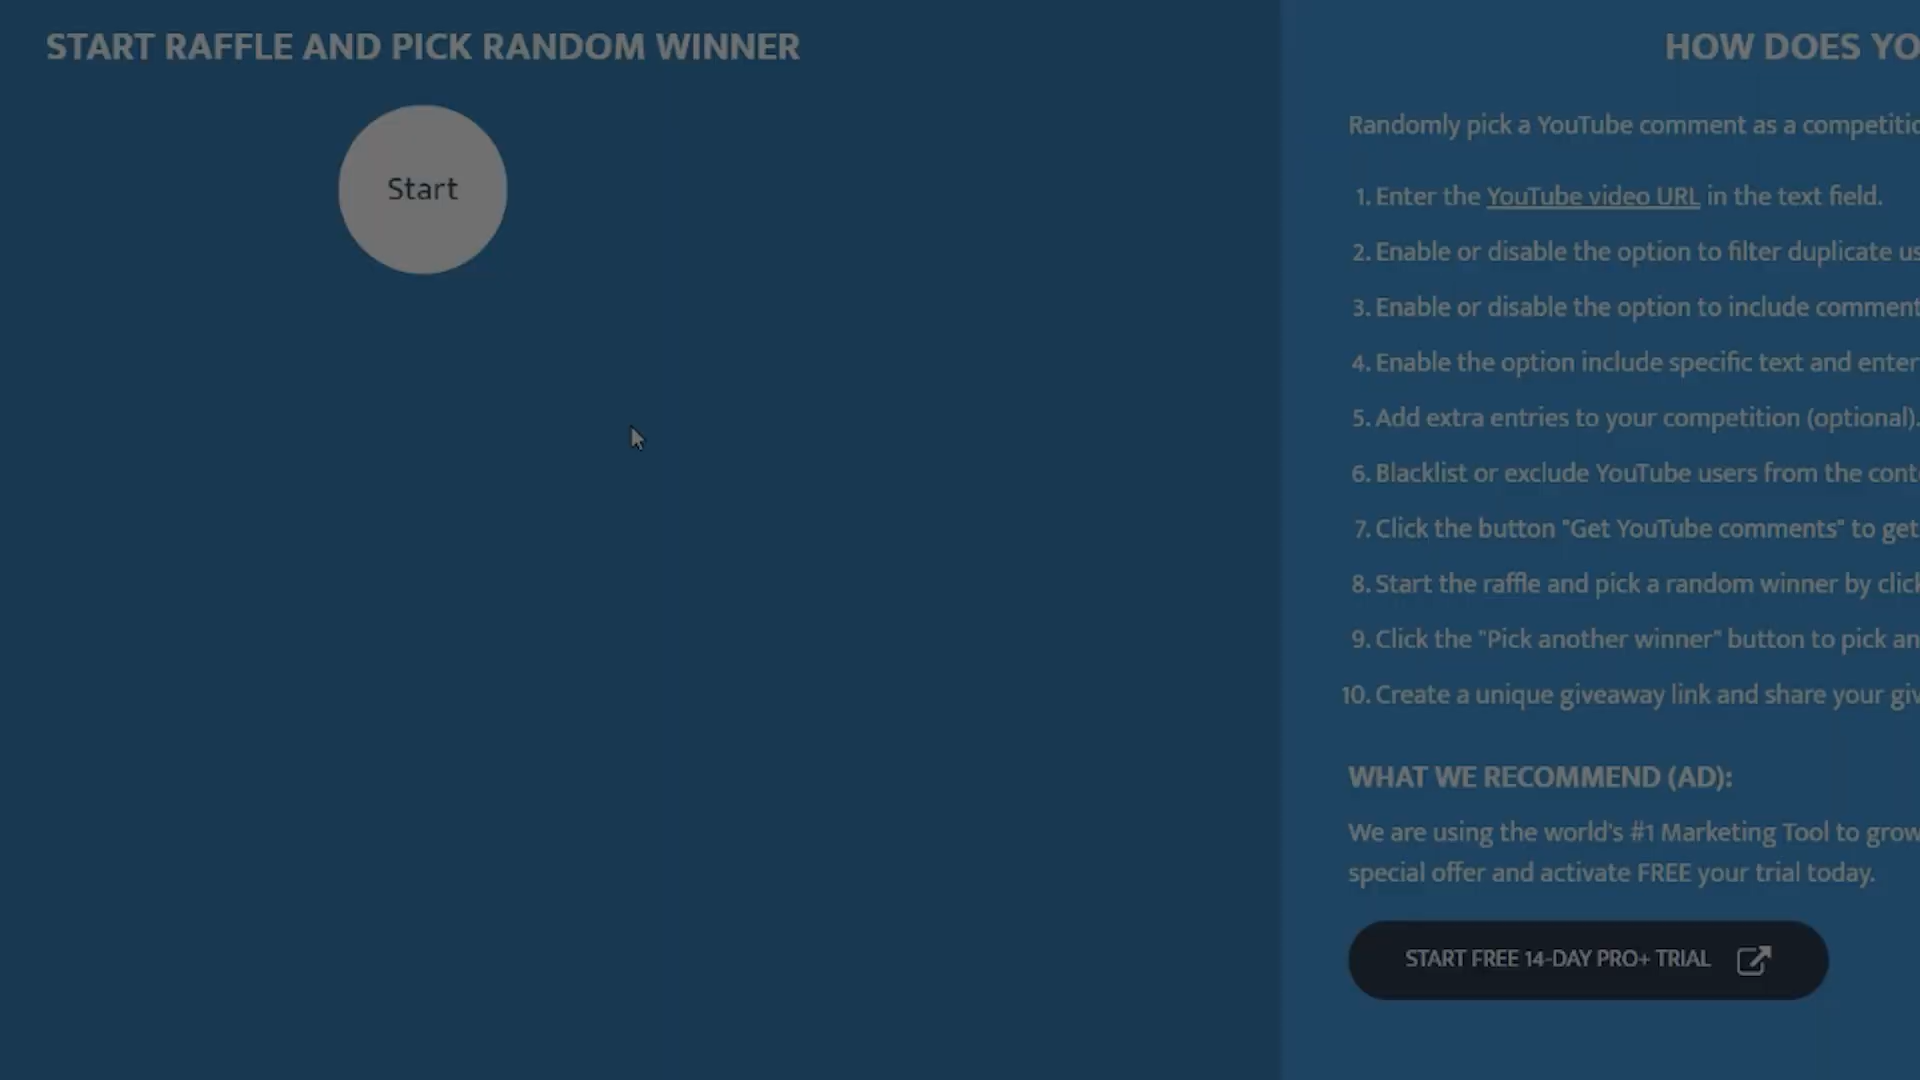 START RAFFLE AND PICK RANDOM WINNER
Start
HOW DOES YO
Randomly pick a YouTube comment as a competitio
1. Enter the YouTube video URL in the text field.
2. Enable or disable the option to filter duplicate us
3. Enable or disable the option to include comment
4. Enable the option include specific text and enter
5. Add extra entries to your competition (optional).
6. Blacklist or exclude YouTube users from the cont
7. Click the button "Get YouTube comments" to get
8. Start the raffle and pick a random winner by click
9. Click the "Pick another winner" button to pick an
10. Create a unique giveaway link and share your giv
WHAT WE RECOMMEND (AD):
We are using the world's #1 Marketing Tool to grow
special offer and activate FREE your trial today.
START FREE 14-DAY PRO+ TRIAL